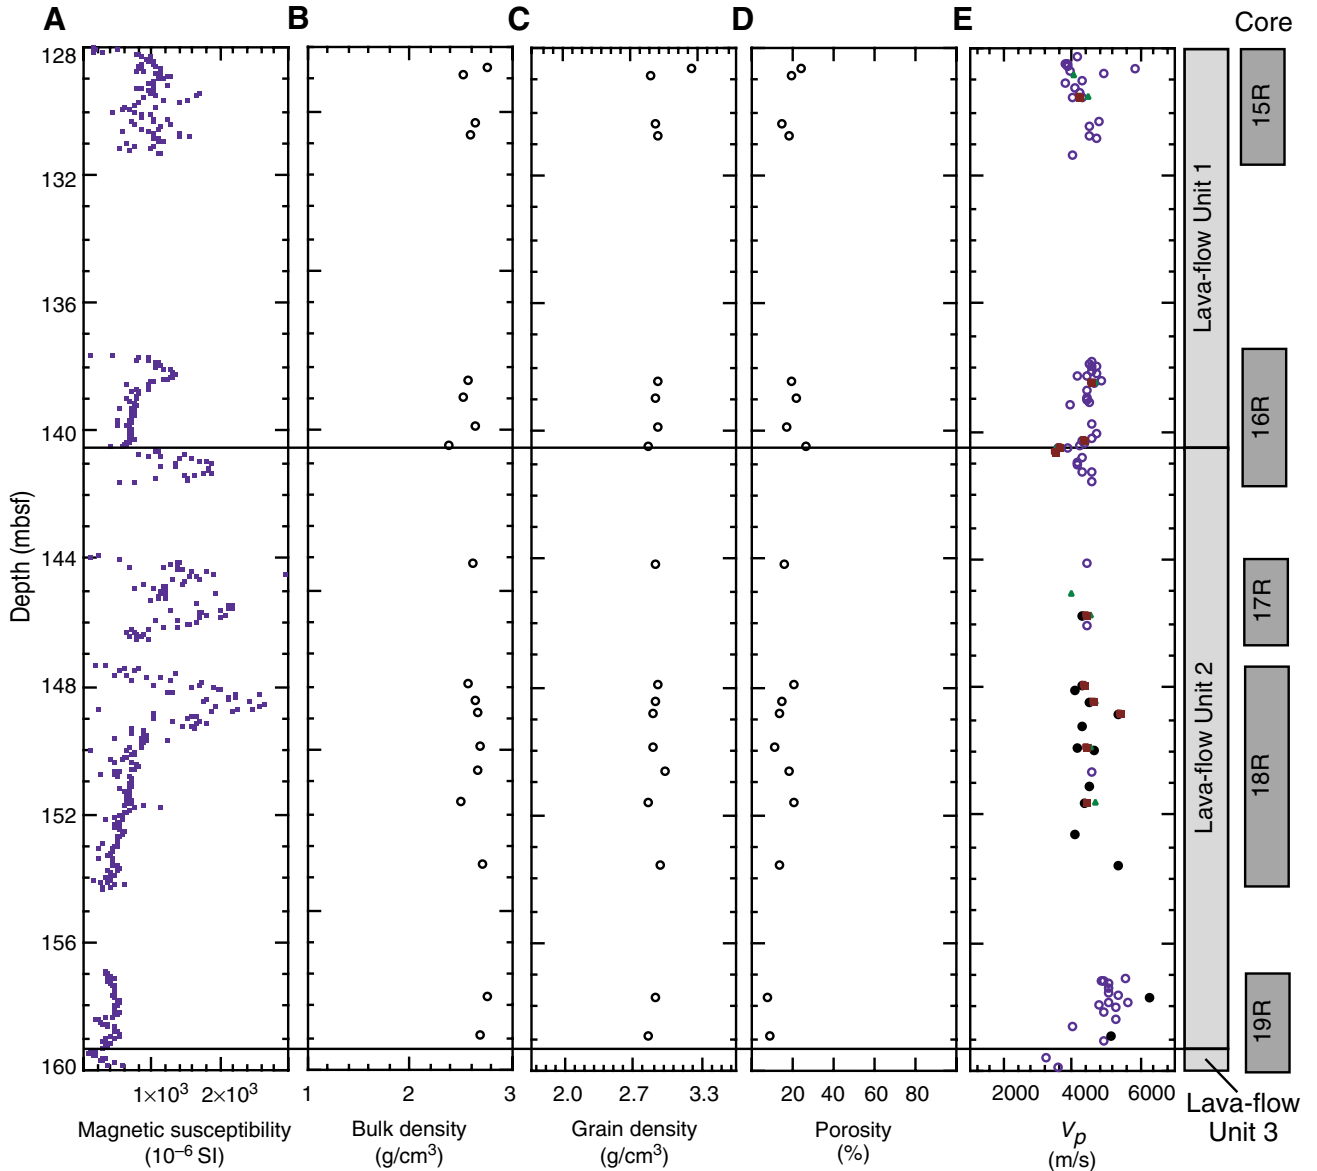 A
B
C
D
E
Core
128
132
136
140
144
148
152
156
160
Depth (mbsf)
1×10³ 2×10³
1 2 3
2.0 2.7 3.3
20 40 60 80
2000 4000 6000
Magnetic susceptibility
(10⁻⁶ SI)
Bulk density
(g/cm³)
Grain density
(g/cm³)
Porosity
(%)
Vp
(m/s)
Lava-flow Unit 1
Lava-flow Unit 2
Lava-flow
Unit 3
15R
16R
17R
18R
19R